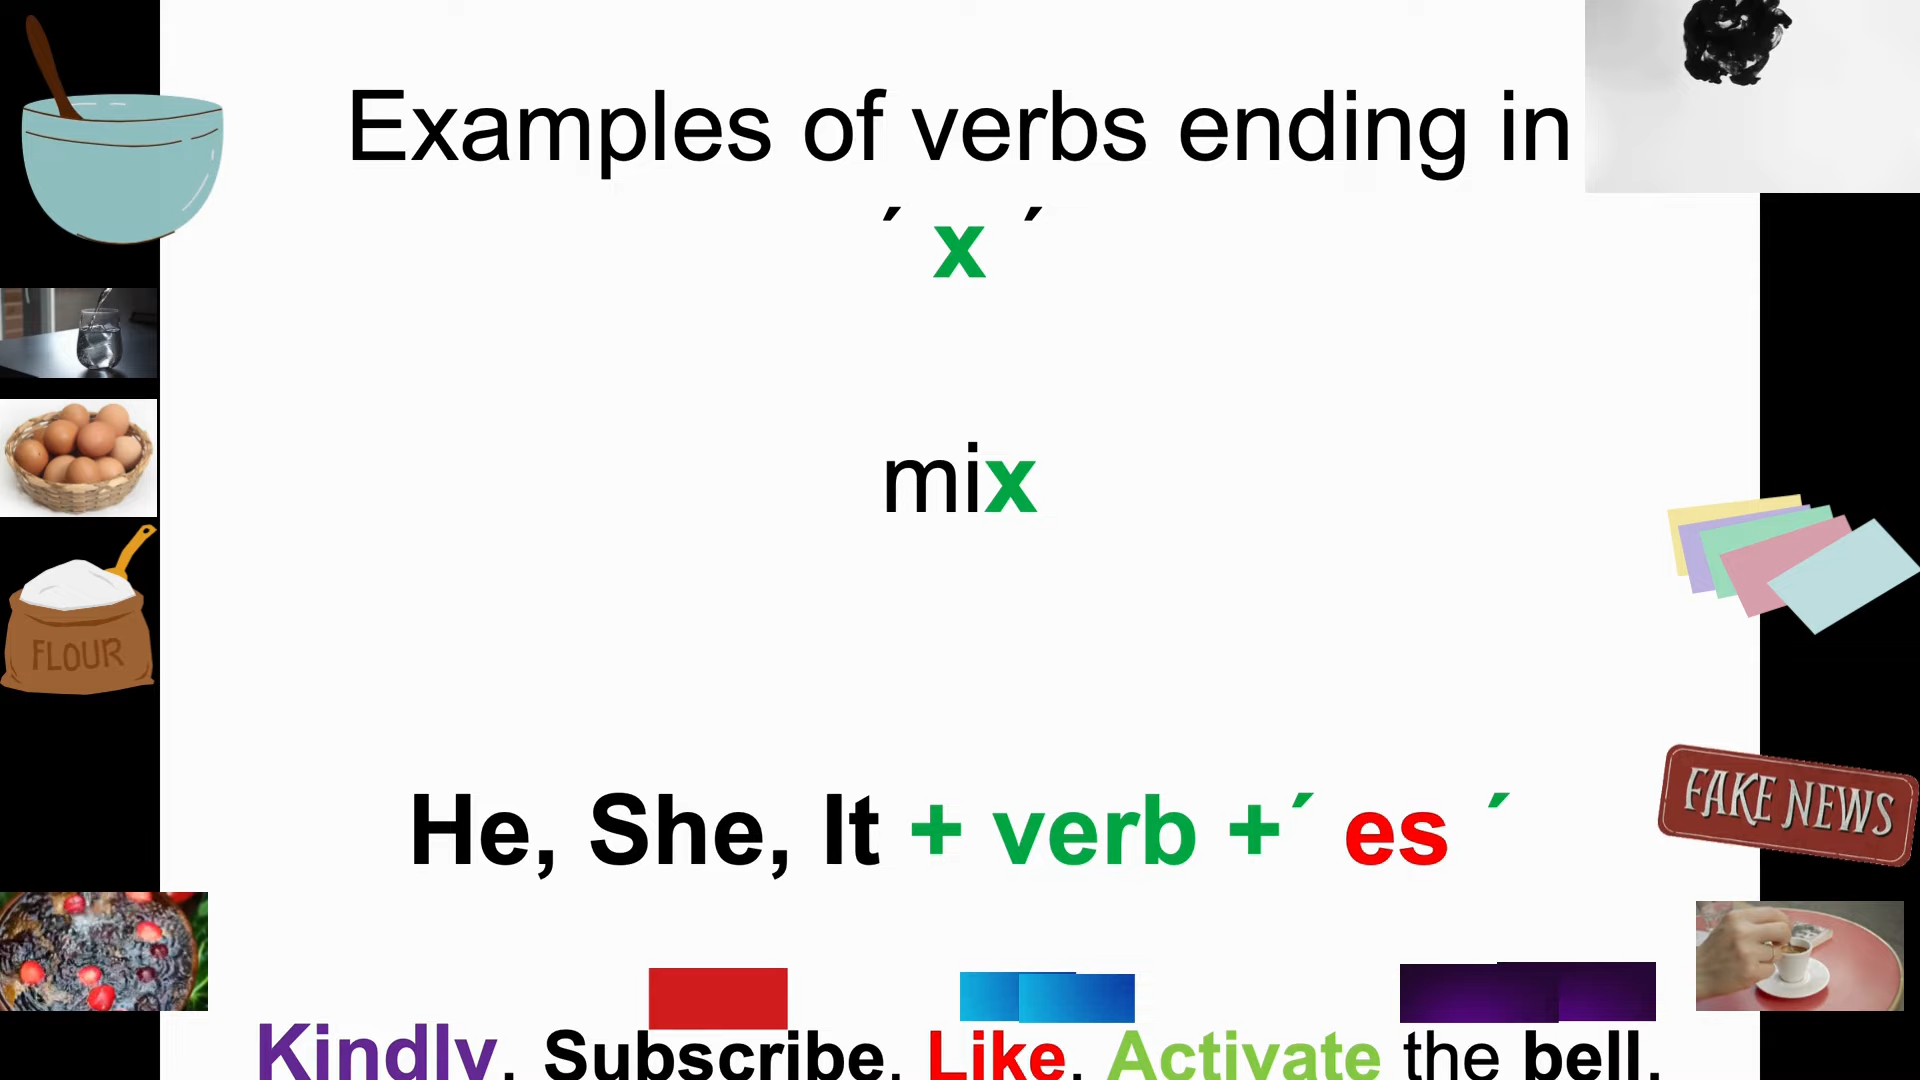 Examples of verbs ending in
´ x ´
mix
FLOUR
He, She, It + verb +´ es ´
FAKE NEWS
Kindly, Subscribe, Like, Activate the bell.